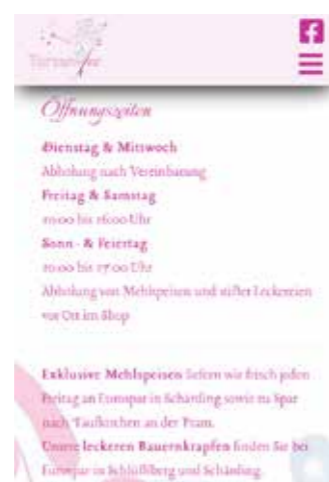 Tortenfee
Öffnungszeiten
Dienstag & Mittwoch
Abholung nach Vereinbarung
Freitag & Samstag
10:00 bis 16:00 Uhr
Sonn- & Feiertag
10:00 bis 17:00 Uhr
Abholung von Mehlspeisen und süßer Leckereien
vor Ort im Shop
Exklusive Mehlspeisen liefern wir frisch jeden
Freitag an Eurospar in Schärding sowie zu Spar
nach Taufkirchen an der Pram.
Unsere leckeren Bauernkrapfen finden Sie bei
Eurospar in Schlüßlberg und Schärding.